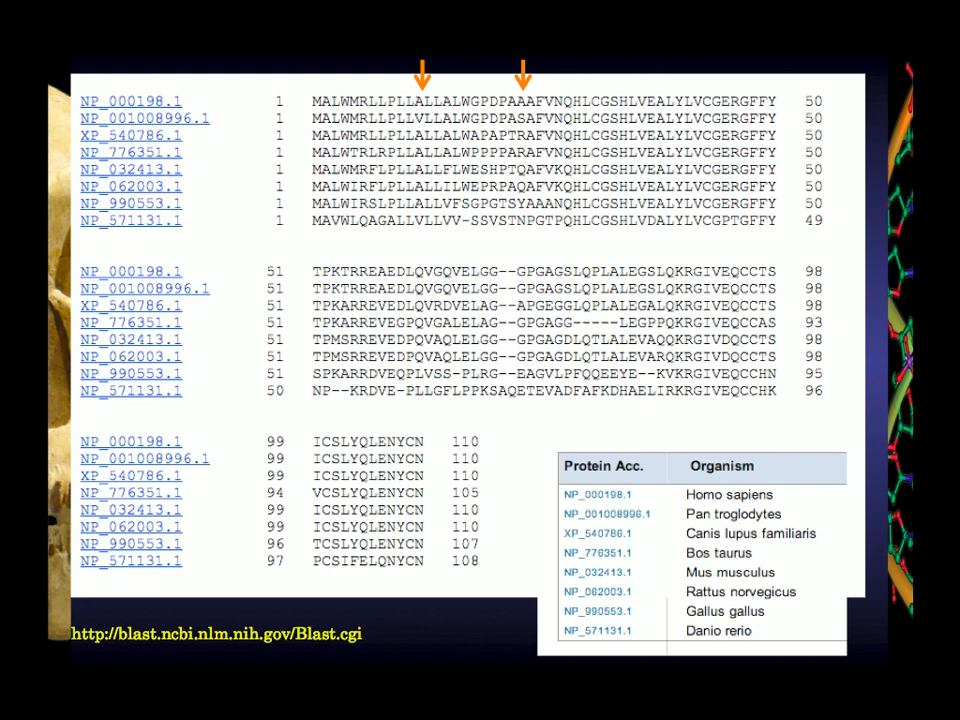 NP_000198.1 1 MALWMRLLPLLALLALWGPDPAAAFVNQHLCGSHLVEALYLVCGERGFFY 50
NP_001008996.1 1 MALWMRLLPLLVLLALWGPDPASAFVNQHLCGSHLVEALYLVCGERGFFY 50
XP_540786.1 1 MALWMRLLPLLALLALWAPAPTRAFVNQHLCGSHLVEALYLVCGERGFFY 50
NP_776351.1 1 MALWTRLRPLLALLALWPPPPARAFVNQHLCGSHLVEALYLVCGERGFFY 50
NP_032413.1 1 MALWMRFLPLLALLFLWESHPTQAFVKQHLCGSHLVEALYLVCGERGFFY 50
NP_062003.1 1 MALWIRFLPLLALLILWEPRPAQAFVKQHLCGSHLVEALYLVCGERGFFY 50
NP_990553.1 1 MALWIRSLPLLALLVFSGPGTSYAAANQHLCGSHLVEALYLVCGERGFFY 50
NP_571131.1 1 MAVWLQAGALLVLLVV-SSVSTNPGTPQHLCGSHLVDALYLVCGPTGFFY 49
NP_000198.1 51 TPKTRREAEDLQVGQVELGG--GPGAGSLQPLALEGSLQKRGIVEQCCTS 98
NP_001008996.1 51 TPKTRREAEDLQVGQVELGG--GPGAGSLQPLALEGSLQKRGIVEQCCTS 98
XP_540786.1 51 TPKARREVEDLQVRDVELAG--APGEGGLQPLALEGALQKRGIVEQCCTS 98
NP_776351.1 51 TPKARREVEGPQVGALELAG--GPGAGG-----LEGPPQKRGIVEQCCAS 93
NP_032413.1 51 TPMSRREVEDPQVAQLELGG--GPGAGDLQTLALEVAQQKRGIVDQCCTS 98
NP_062003.1 51 TPMSRREVEDPQVAQLELGG--GPGAGDLQTLALEVARQKRGIVDQCCTS 98
NP_990553.1 51 SPKARRDVEQPLVSS-PLRG--EAGVLPFQQEEYE--KVKRGIVEQCCHN 95
NP_571131.1 50 NP--KRDVE-PLLGFLPPKSAQETEVADFAFKDHAELIRKRGIVEQCCHK 96
NP_000198.1 99 ICSLYQLENYCN 110
NP_001008996.1 99 ICSLYQLENYCN 110
XP_540786.1 99 ICSLYQLENYCN 110
NP_776351.1 94 VCSLYQLENYCN 105
NP_032413.1 99 ICSLYQLENYCN 110
NP_062003.1 99 ICSLYQLENYCN 110
NP_990553.1 96 TCSLYQLENYCN 107
NP_571131.1 97 PCSIFELQNYCN 108
Protein Acc. Organism
NP_000198.1 Homo sapiens
NP_001008996.1 Pan troglodytes
XP_540786.1 Canis lupus familiaris
NP_776351.1 Bos taurus
NP_032413.1 Mus musculus
NP_062003.1 Rattus norvegicus
NP_990553.1 Gallus gallus
NP_571131.1 Danio rerio
http://blast.ncbi.nlm.nih.gov/Blast.cgi